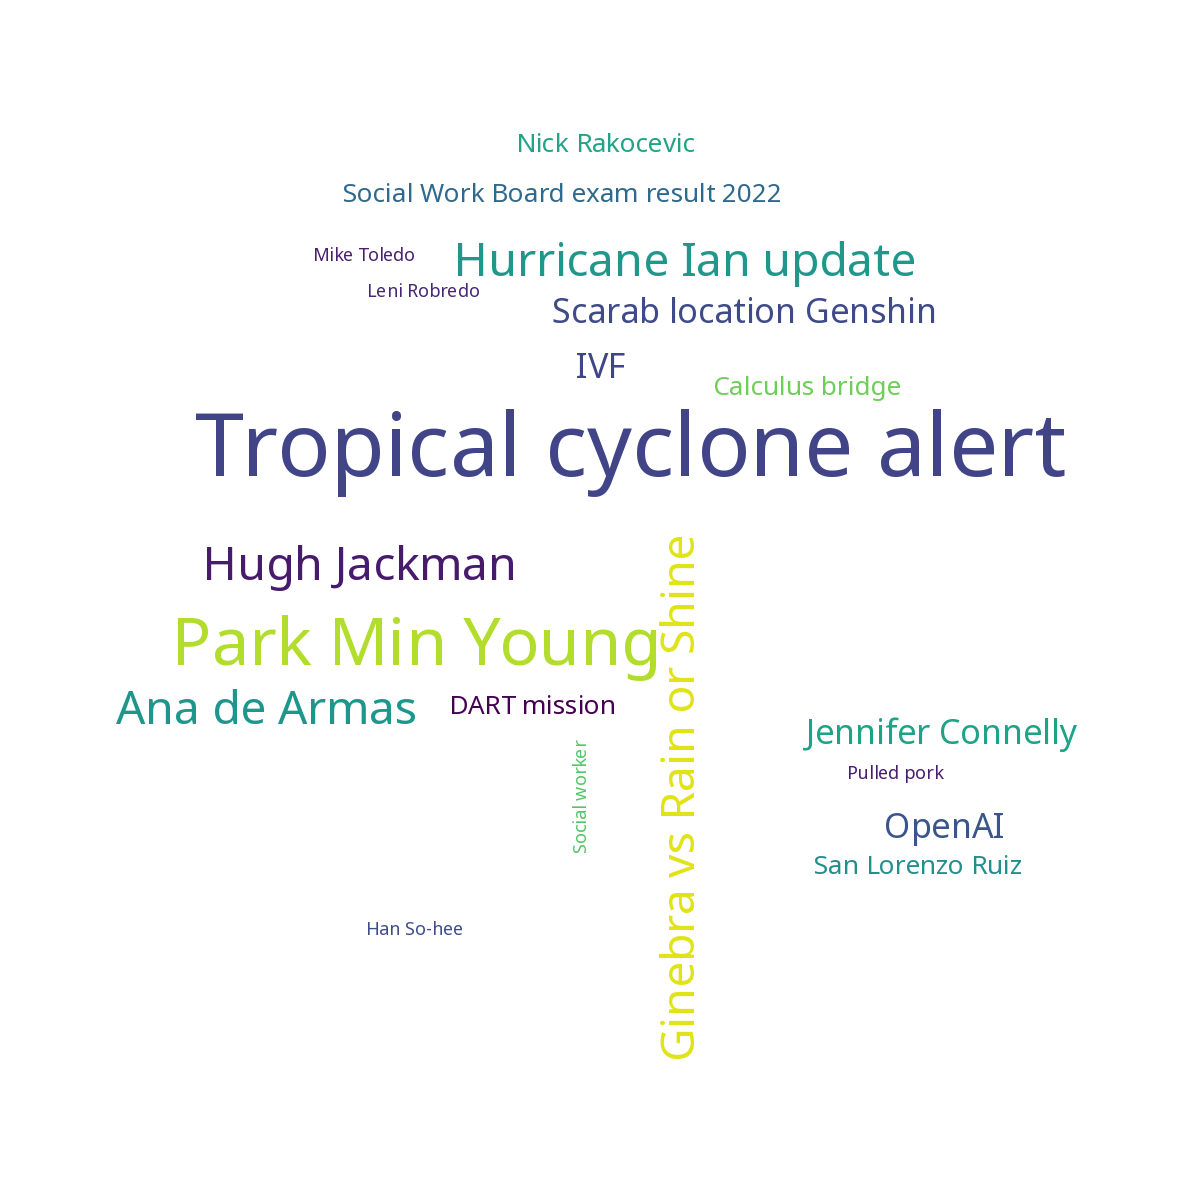 Nick Rakocevic
Social Work Board exam result 2022
Mike Toledo
Hurricane Ian update
Leni Robredo
Scarab location Genshin
IVF
Calculus bridge
Tropical cyclone alert
Hugh Jackman
Park Min Young
Ana de Armas
DART mission
Ginebra vs Rain or Shine
Social worker
Jennifer Connelly
Pulled pork
OpenAI
San Lorenzo Ruiz
Han So-hee